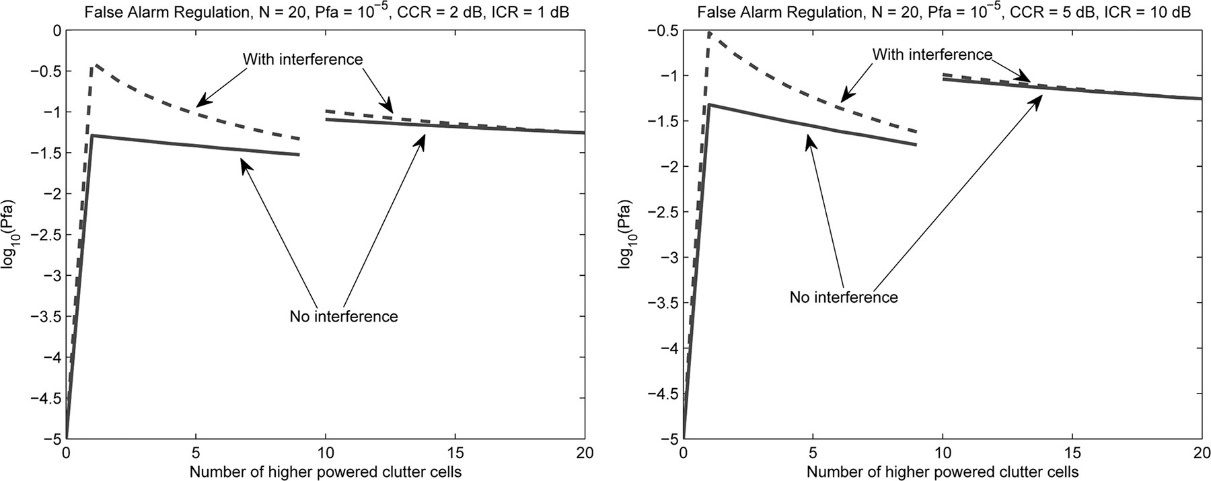 False Alarm Regulation, N = 20, Pfa = 10⁻⁵, CCR = 2 dB, ICR = 1 dB
0
−0.5
−1
−1.5
−2
−2.5
−3
−3.5
−4
−4.5
−5
log₁₀(Pfa)
With interference
No interference
0 5 10 15 20
Number of higher powered clutter cells
False Alarm Regulation, N = 20, Pfa = 10⁻⁵, CCR = 5 dB, ICR = 10 dB
−0.5
−1
−1.5
−2
−2.5
−3
−3.5
−4
−4.5
−5
log₁₀(Pfa)
With interference
No interference
0 5 10 15 20
Number of higher powered clutter cells